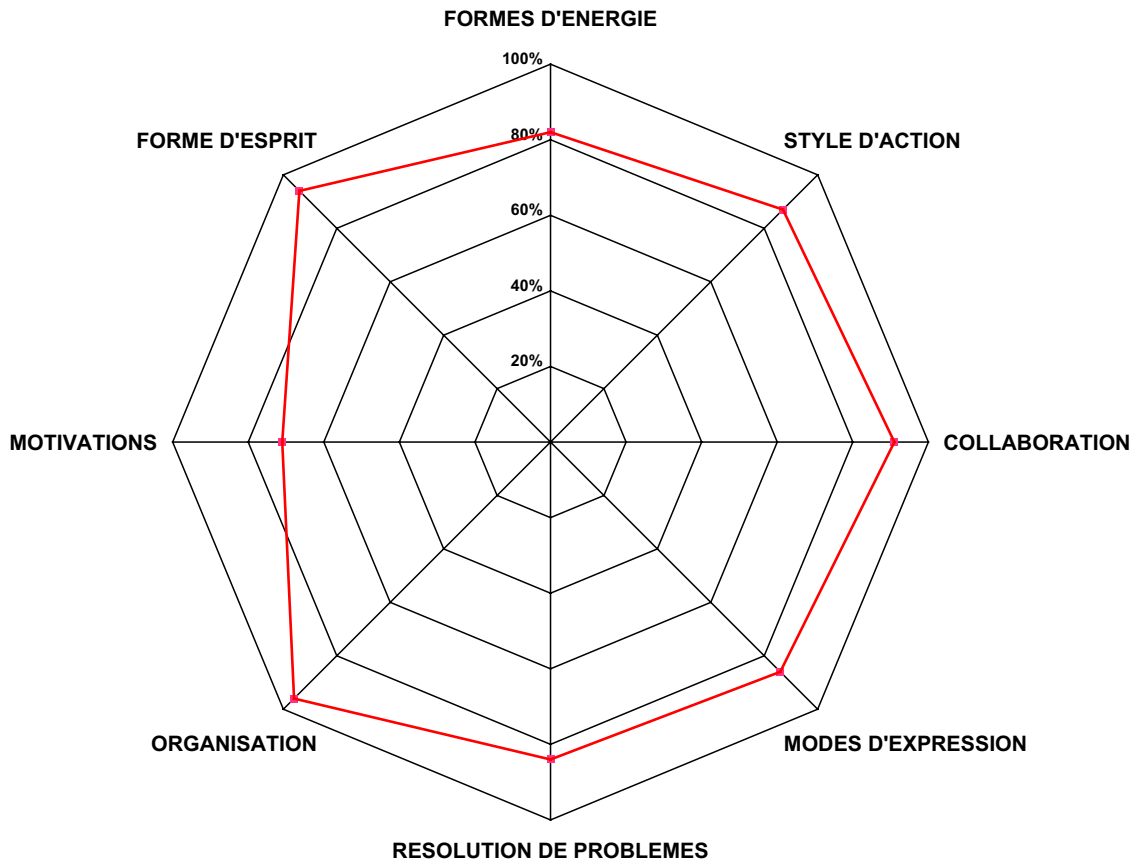 FORMES D'ENERGIE
100%
FORME D'ESPRIT
80%
STYLE D'ACTION
60%
40%
20%
MOTIVATIONS
COLLABORATION
ORGANISATION
MODES D'EXPRESSION
RESOLUTION DE PROBLEMES